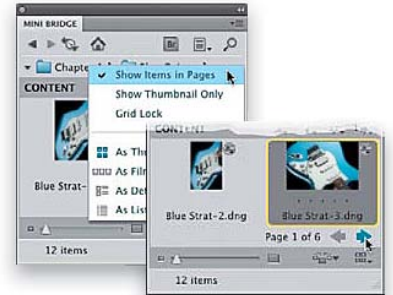 MINI BRIDGE
Br
Chapte
Show Items in Pages
CONTENT
Show Thumbnail Only
Grid Lock
As Th
As Fil
As De
As List
Blue Strat-
12 items
CONTENT
Blue Strat-2.dng
Blue Strat-3.dng
Page 1 of 6
12 items